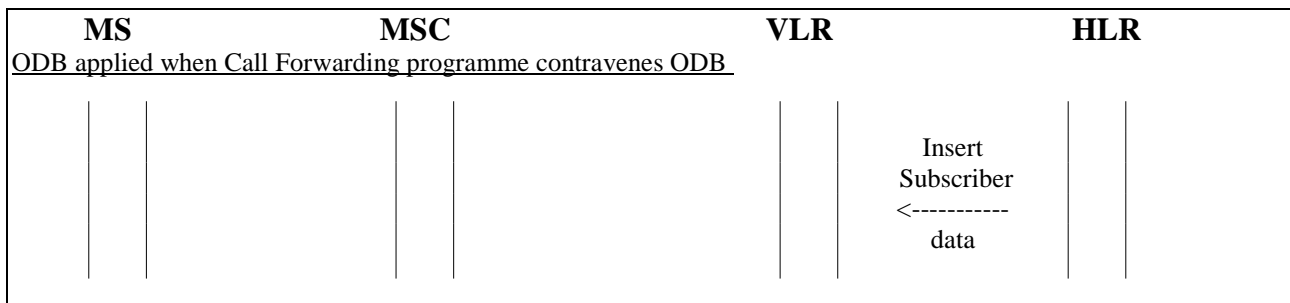 MS MSC VLR HLR
ODB applied when Call Forwarding programme contravenes ODB
Insert
Subscriber
<-----------
data